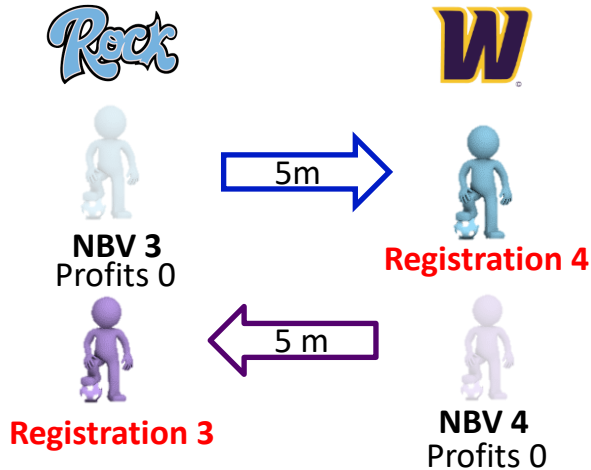 Rock
W
5m
NBV 3
Profits 0
Registration 4
5 m
Registration 3
NBV 4
Profits 0